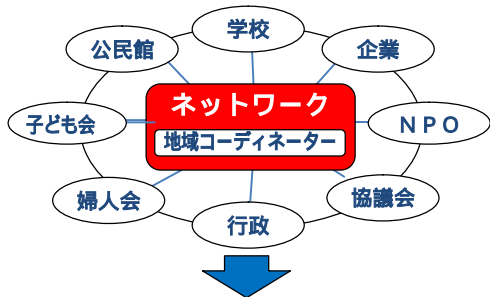 学校
公民館
企業
ネットワーク
子ども会
地域コーディネーター
ＮＰＯ
婦人会
協議会
行政